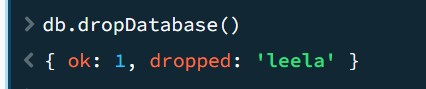 > db.dropDatabase()
< { ok: 1, dropped: 'leela' }